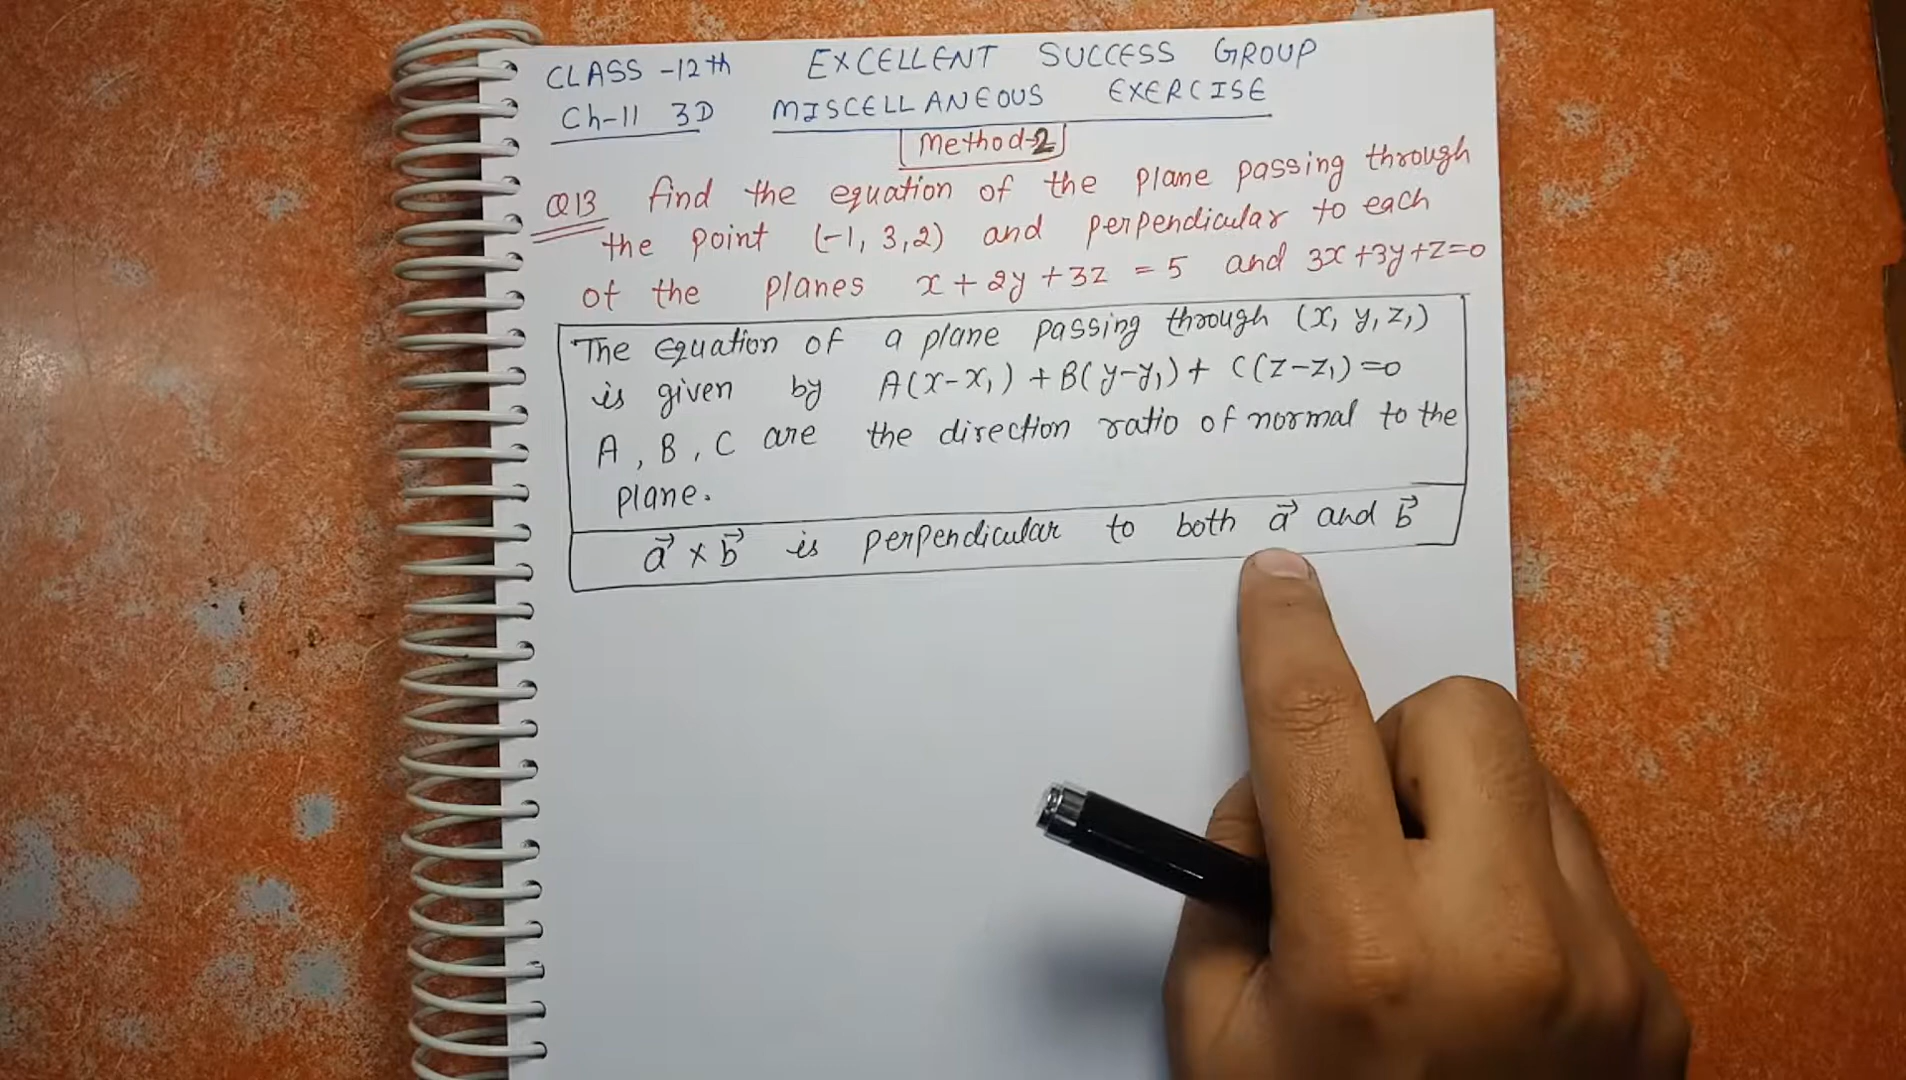 CLASS -12th EXCELLENT SUCCESS GROUP
Ch-11 3D MISCELLANEOUS EXERCISE
Method-2
Q13 find the equation of the plane passing through
the point (-1, 3, 2) and perpendicular to each
of the planes x + 2y + 3z = 5 and 3x+3y+z=0
The equation of a plane passing through (x₁ y₁ z₁)
is given by A(x-x₁) + B(y-y₁) + C(z-z₁)=0
A, B, C are the direction ratio of normal to the
plane.
a⃗ × b⃗ is perpendicular to both a⃗ and b⃗